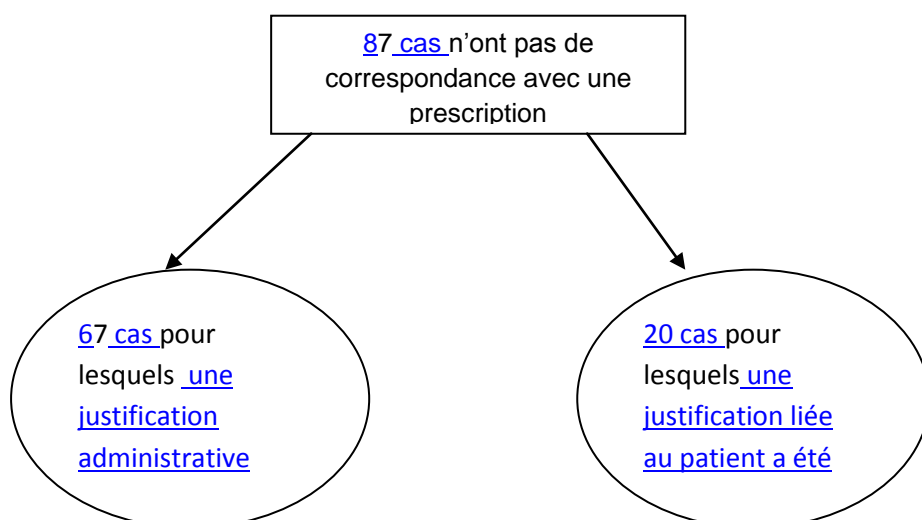 87 cas n’ont pas de
correspondance avec une
prescription
67 cas pour
lesquels une
justification
administrative
20 cas pour
lesquels une
justification liée
au patient a été